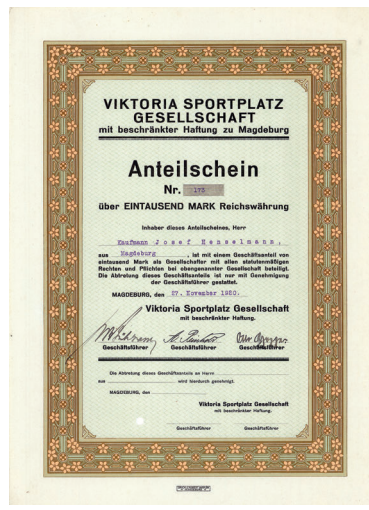 VIKTORIA SPORTPLATZ
GESELLSCHAFT
mit beschränkter Haftung zu Magdeburg
Anteilschein
Nr. 173
über EINTAUSEND MARK Reichswährung
Inhaber dieses Anteilscheines, Herr
Kaufmann Josef Henselmann,
aus Magdeburg, ist mit einem Geschäftsanteil von
eintausend Mark als Gesellschafter mit allen statutenmäßigen
Rechten und Pflichten bei obengenannter Gesellschaft beteiligt.
Die Abtretung dieses Geschäftsanteils ist nur mit Genehmigung
der Geschäftsführer gestattet.
MAGDEBURG, den 27. November 1920.
Viktoria Sportplatz Gesellschaft
mit beschränkter Haftung.
Geschäftsführer Geschäftsführer Geschäftsführer
Die Abtretung dieses Geschäftsanteils an Herrn
aus wird hierdurch genehmigt.
MAGDEBURG, den
Viktoria Sportplatz Gesellschaft
mit beschränkter Haftung.
Geschäftsführer Geschäftsführer